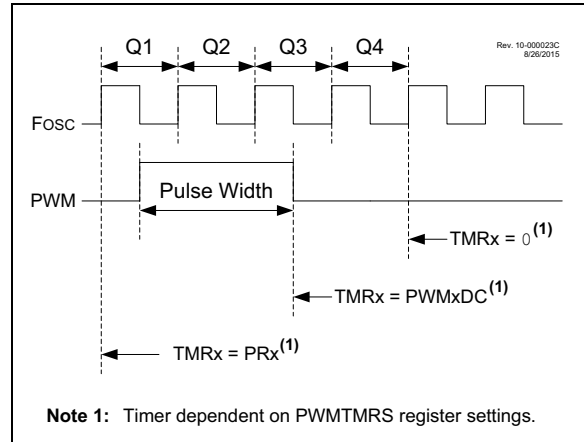 Rev. 10-000023C
8/26/2015
Q1 Q2 Q3 Q4
FOSC
PWM
Pulse Width
TMRx = 0(1)
TMRx = PWMxDC(1)
TMRx = PRx(1)
Note 1: Timer dependent on PWMTMRS register settings.